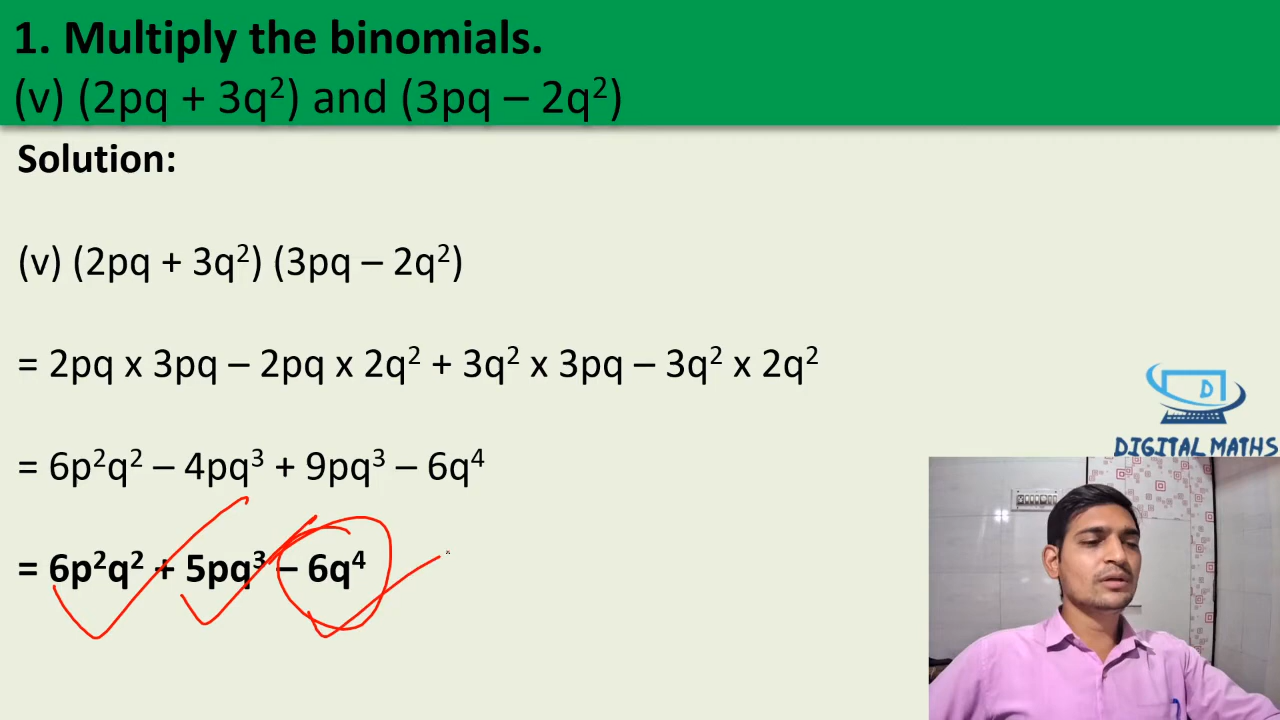 1. Multiply the binomials.
(v) (2pq + 3q²) and (3pq – 2q²)
Solution:
(v) (2pq + 3q²) (3pq – 2q²)
= 2pq x 3pq – 2pq x 2q² + 3q² x 3pq – 3q² x 2q²
= 6p²q² – 4pq³ + 9pq³ – 6q⁴
= 6p²q² + 5pq³ – 6q⁴
D
DIGITAL MATHS